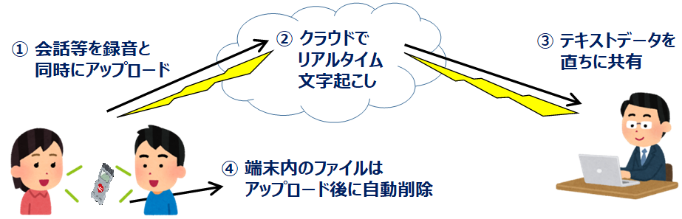 ① 会話等を録音と
同時にアップロード
② クラウドで
リアルタイム
文字起こし
③ テキストデータを
直ちに共有
④ 端末内のファイルは
アップロード後に自動削除